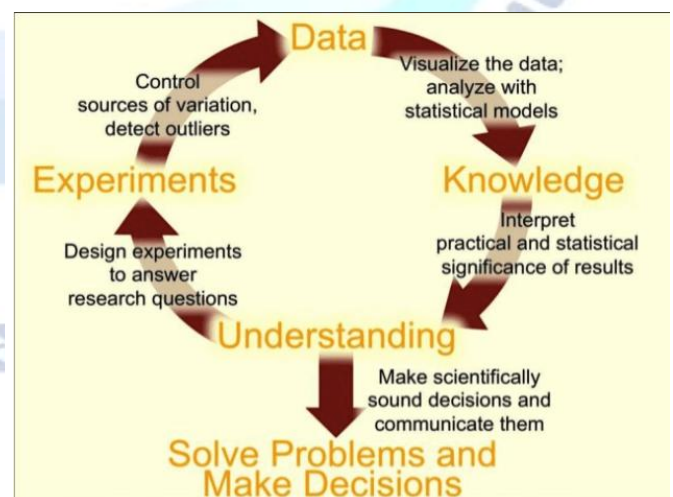 Data
Visualize the data;
analyze with
statistical models
Knowledge
Interpret
practical and statistical
significance of results
Understanding
Design experiments
to answer
research questions
Experiments
Control
sources of variation,
detect outliers
Make scientifically
sound decisions and
communicate them
Solve Problems and
Make Decisions